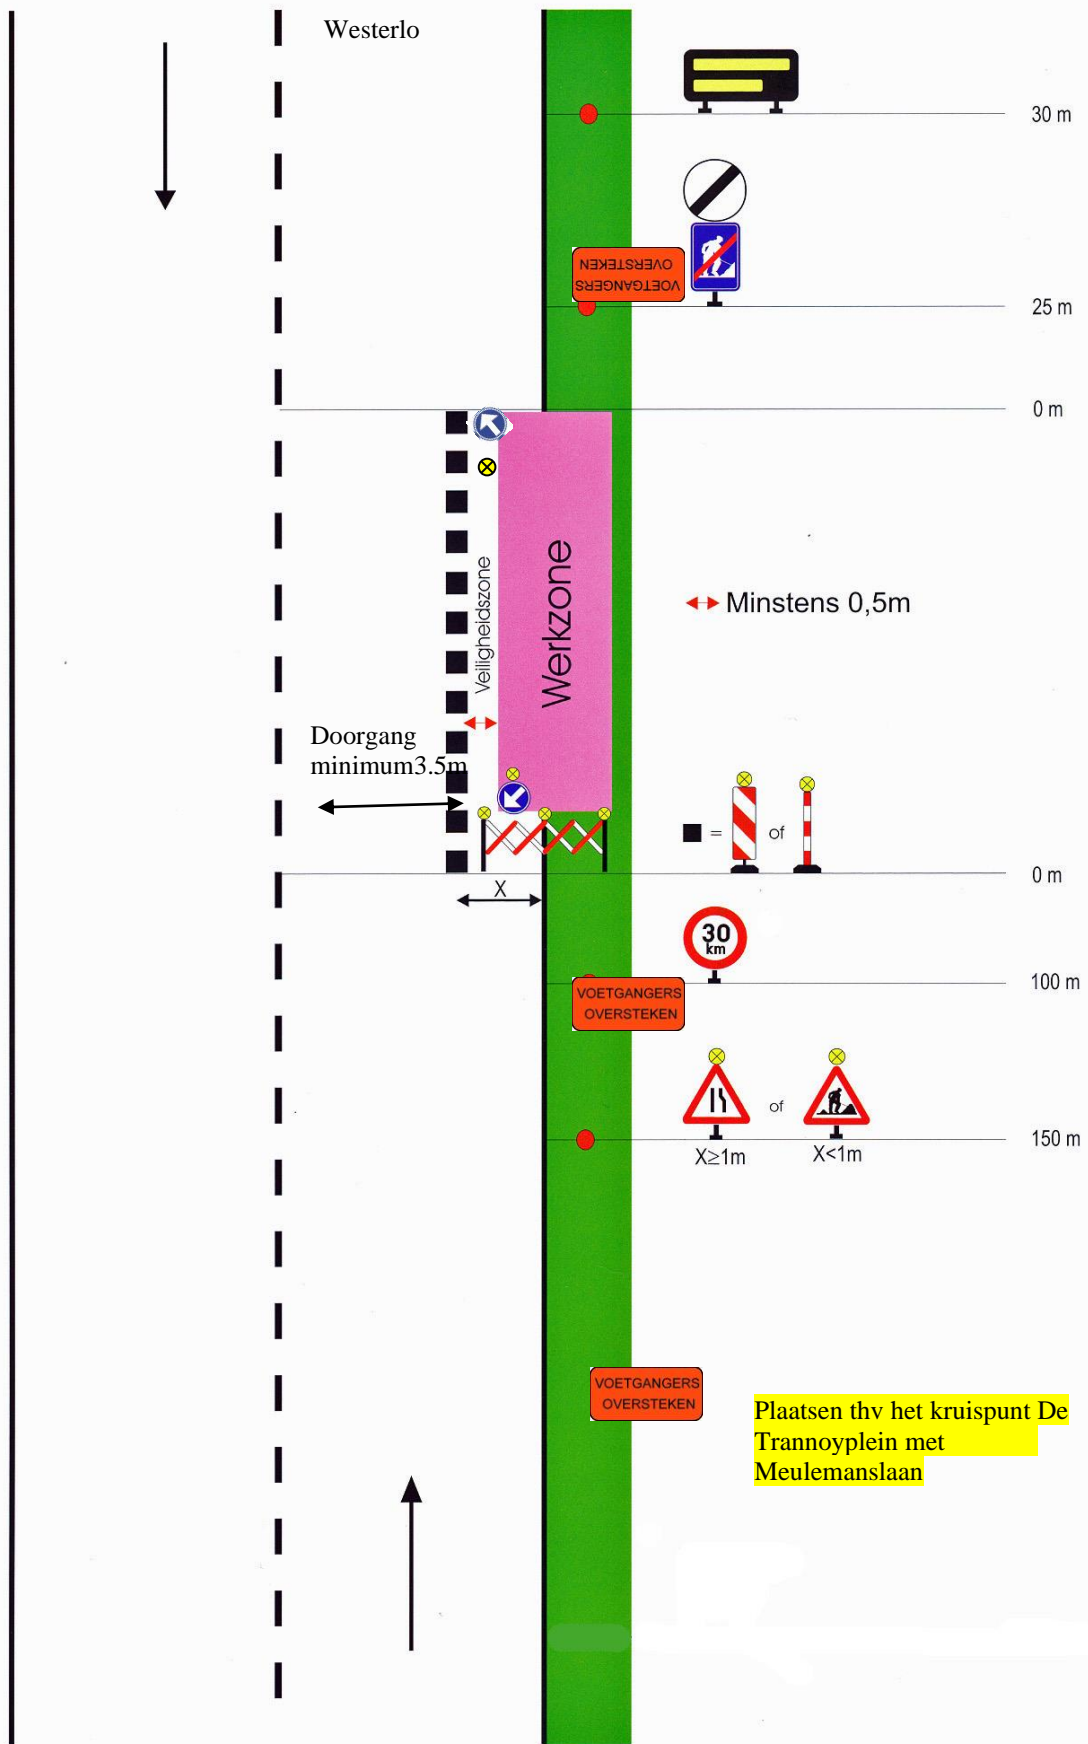 Westerlo
30 m
VOETGANGERS
OVERSTEKEN
25 m
0 m
Veiligheidszone
Werkzone
Minstens 0,5m
Doorgang
minimum3.5m
= of
0 m
X
30
km
100 m
VOETGANGERS
OVERSTEKEN
of
150 m
X≥1m
X<1m
VOETGANGERS
OVERSTEKEN
Plaatsen thv het kruispunt De
Trannoyplein met
Meulemanslaan